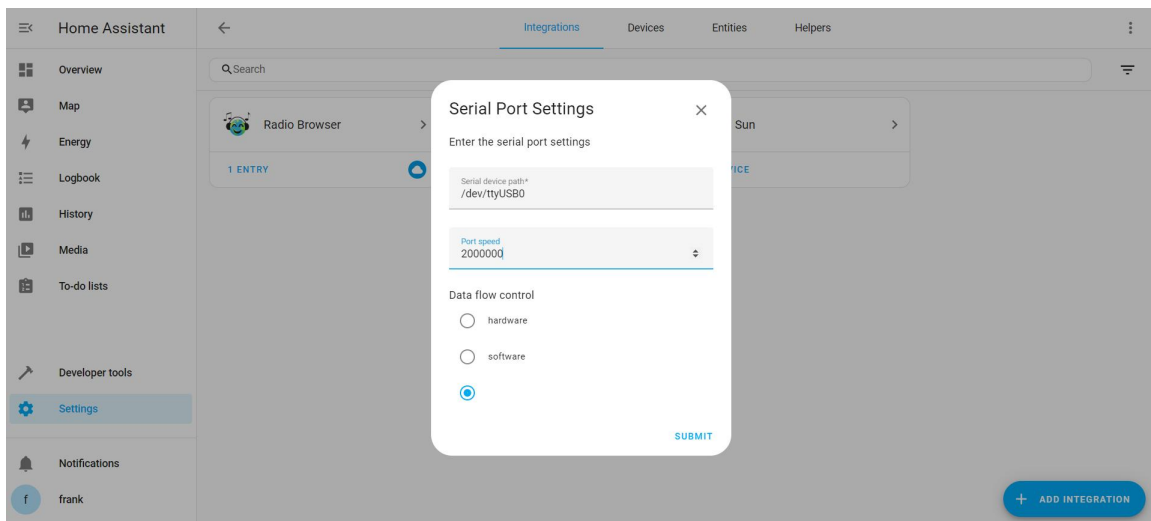 Home Assistant
Integrations
Devices
Entities
Helpers
Overview
Map
Energy
Logbook
History
Media
To-do lists
Developer tools
Settings
Notifications
f
frank
Search
Radio Browser
1 ENTRY
Sun
VICE
Serial Port Settings
Enter the serial port settings
Serial device path*
/dev/ttyUSB0
Port speed
2000000
Data flow control
hardware
software
SUBMIT
ADD INTEGRATION